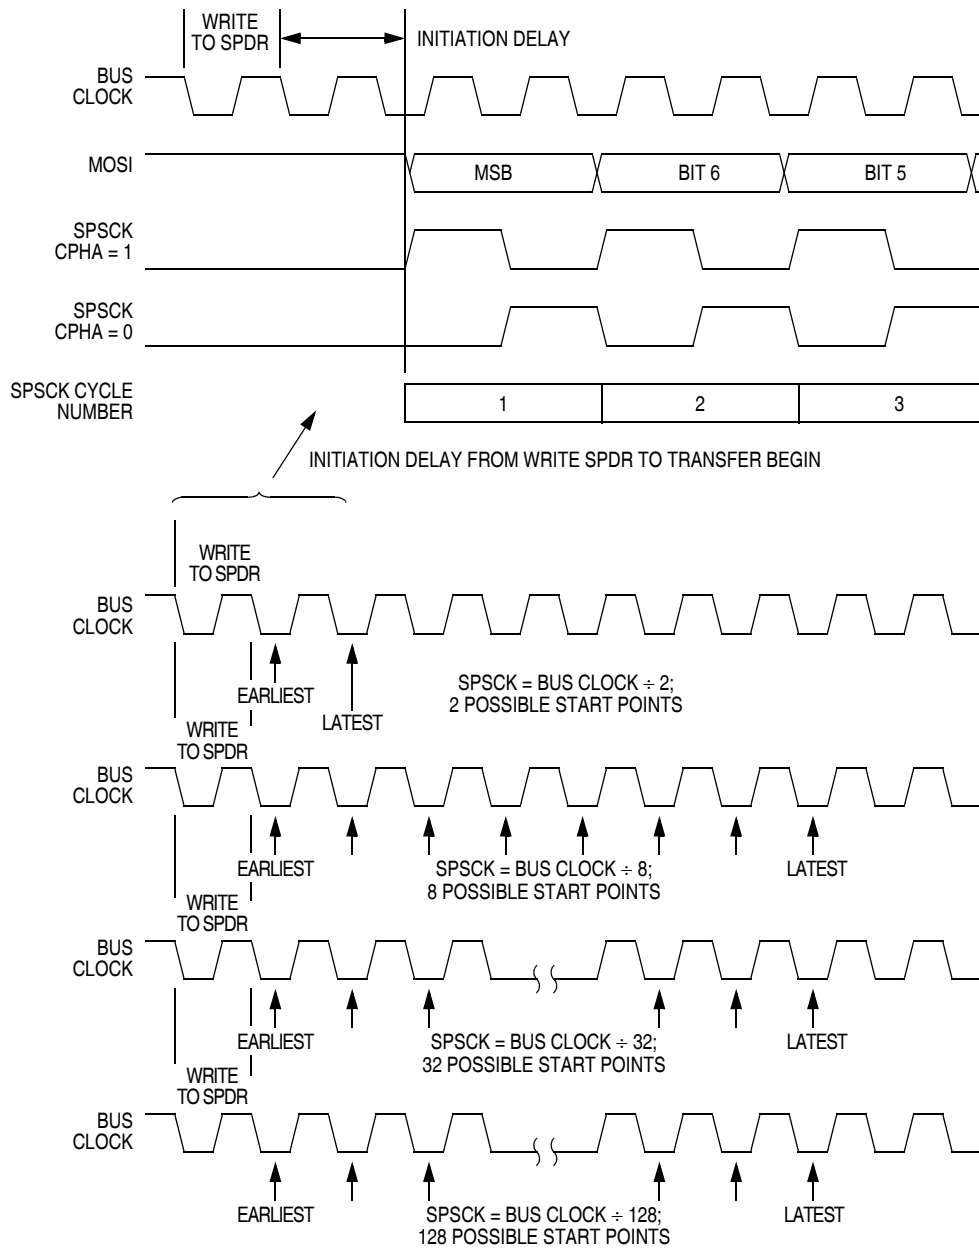 WRITE
TO SPDR
INITIATION DELAY
BUS
CLOCK
MOSI
MSB
BIT 6
BIT 5
SPSCK
CPHA = 1
SPSCK
CPHA = 0
SPSCK CYCLE
NUMBER
1
2
3
INITIATION DELAY FROM WRITE SPDR TO TRANSFER BEGIN
WRITE
TO SPDR
BUS
CLOCK
EARLIEST
LATEST
SPSCK = BUS CLOCK ÷ 2;
2 POSSIBLE START POINTS
WRITE
TO SPDR
BUS
CLOCK
EARLIEST
SPSCK = BUS CLOCK ÷ 8;
8 POSSIBLE START POINTS
LATEST
WRITE
TO SPDR
BUS
CLOCK
EARLIEST
SPSCK = BUS CLOCK ÷ 32;
32 POSSIBLE START POINTS
LATEST
WRITE
TO SPDR
BUS
CLOCK
EARLIEST
SPSCK = BUS CLOCK ÷ 128;
128 POSSIBLE START POINTS
LATEST